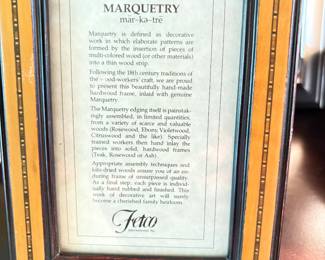 MARQUETRY
mär-kə-trē
Marquetry is defined as decorative
work in which elaborate patterns are
formed by the insertion of pieces of
multi-colored wood (or other materials)
into a thin wood strip.
Following the 18th century traditions of
the -ood-workers' craft, we are proud
to present this beautifully hand-made
hardwood frame, inlaid with genuine
Marquetry.
The Marquetry edging itself is painstak-
ingly assembled, in limited quantities,
from a variety of scarce and valuable
woods (Rosewood, Ebony, Violetwood,
Citruswood and the like). Specially
trained workers then hand inlay the
pieces into solid, hardwood frames
(Teak, Rosewood or Ash).
Appropriate assembly techniques and
kiln-dried woods assure you of an en-
during frame of unsurpassed quality.
As a final step, each piece is individ-
ually hand rubbed and finished. This
work of decorative art will surely
become a cherished family heirloom.
Fetco